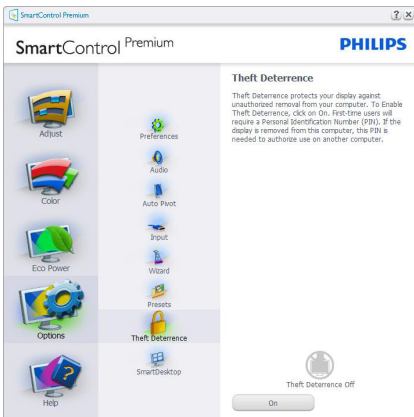 SmartControl Premium
SmartControl Premium
PHILIPS
Adjust
Color
Eco Power
Options
Help
Preferences
Audio
Auto Pivot
Input
Wizard
Presets
Theft Deterrence
SmartDesktop
Theft Deterrence
Theft Deterrence protects your display against
unauthorized removal from your computer. To Enable
Theft Deterrence, click on On. First-time users will
require a Personal Identification Number (PIN). If the
display is removed from this computer, this PIN is
needed to authorize use on another computer.
Theft Deterrence Off
On